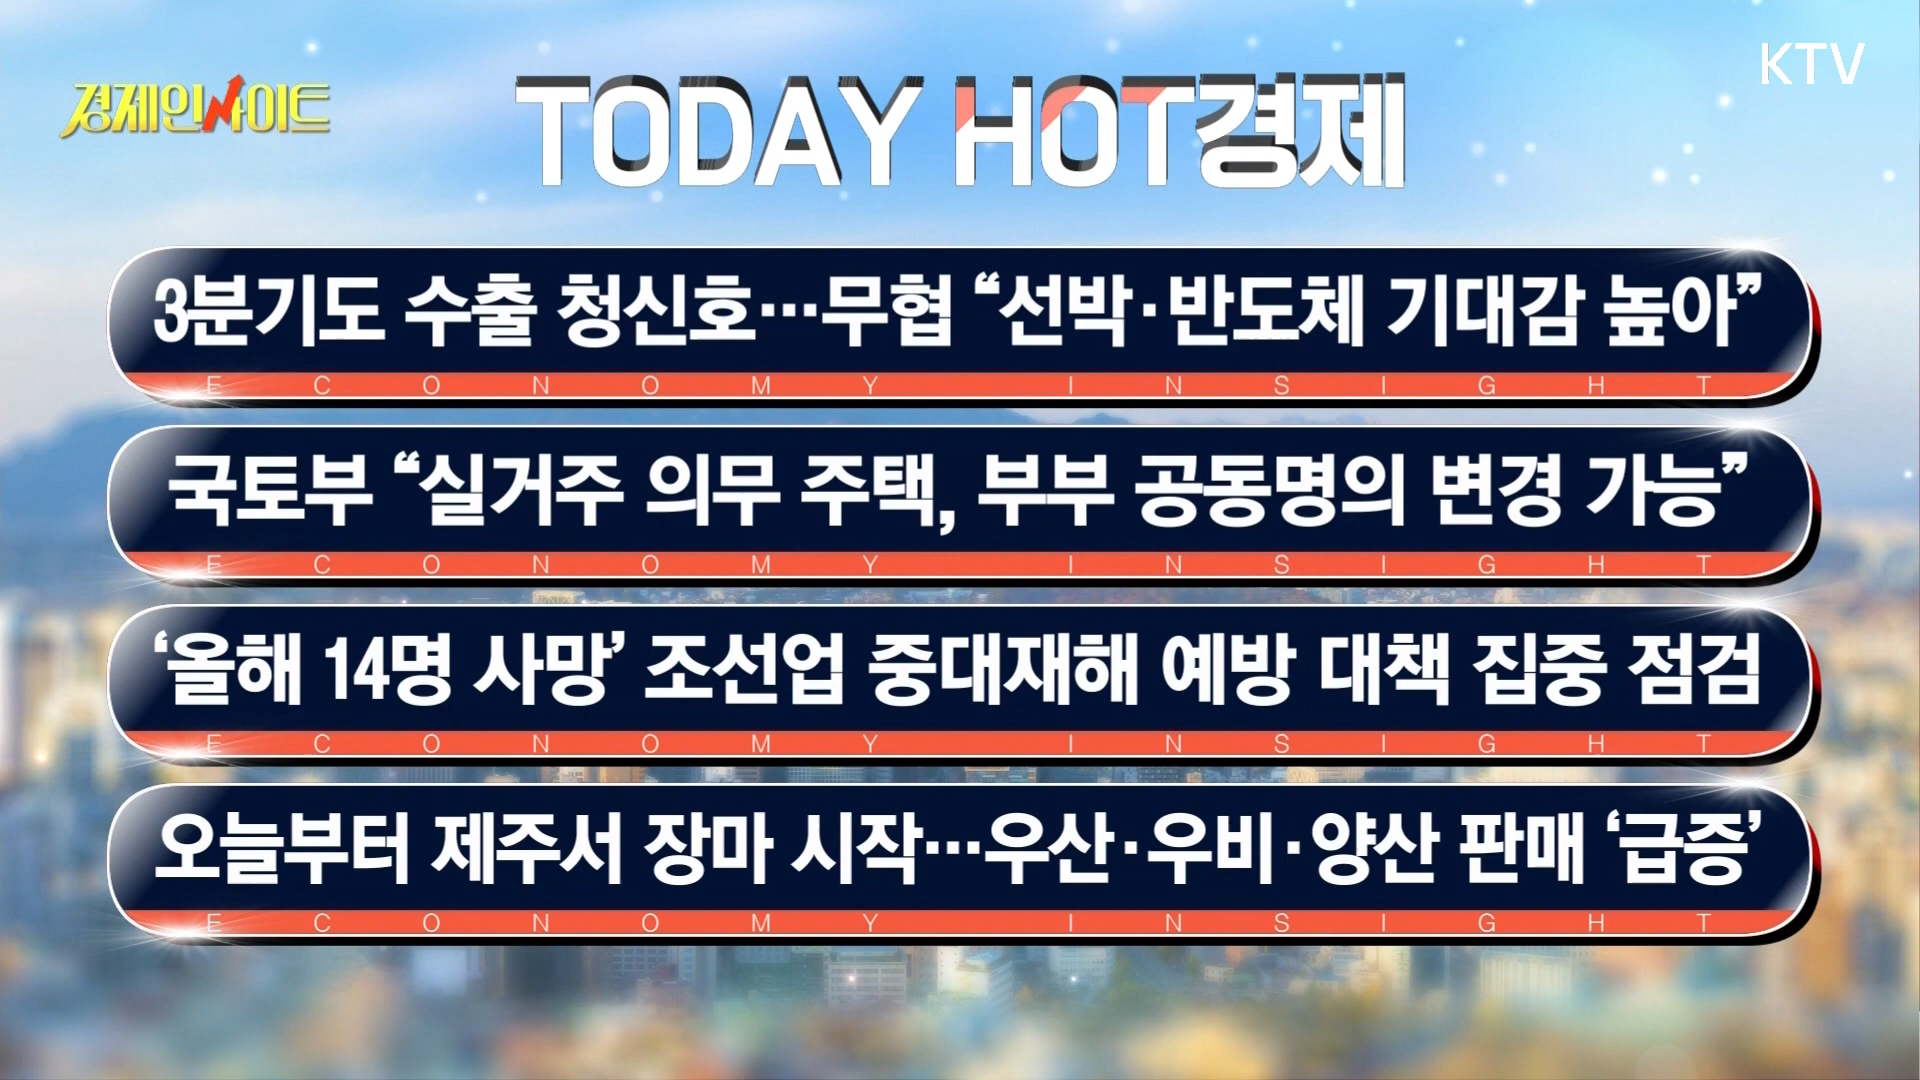 경제인사이트
TODAY HOT경제
KTV
3분기도 수출 청신호…무협 “선박·반도체 기대감 높아”
ECONOMY INSIGHT
국토부 “실거주 의무 주택, 부부 공동명의 변경 가능”
ECONOMY INSIGHT
‘올해 14명 사망’ 조선업 중대재해 예방 대책 집중 점검
ECONOMY INSIGHT
오늘부터 제주서 장마 시작…우산·우비·양산 판매 ‘급증’
ECONOMY INSIGHT